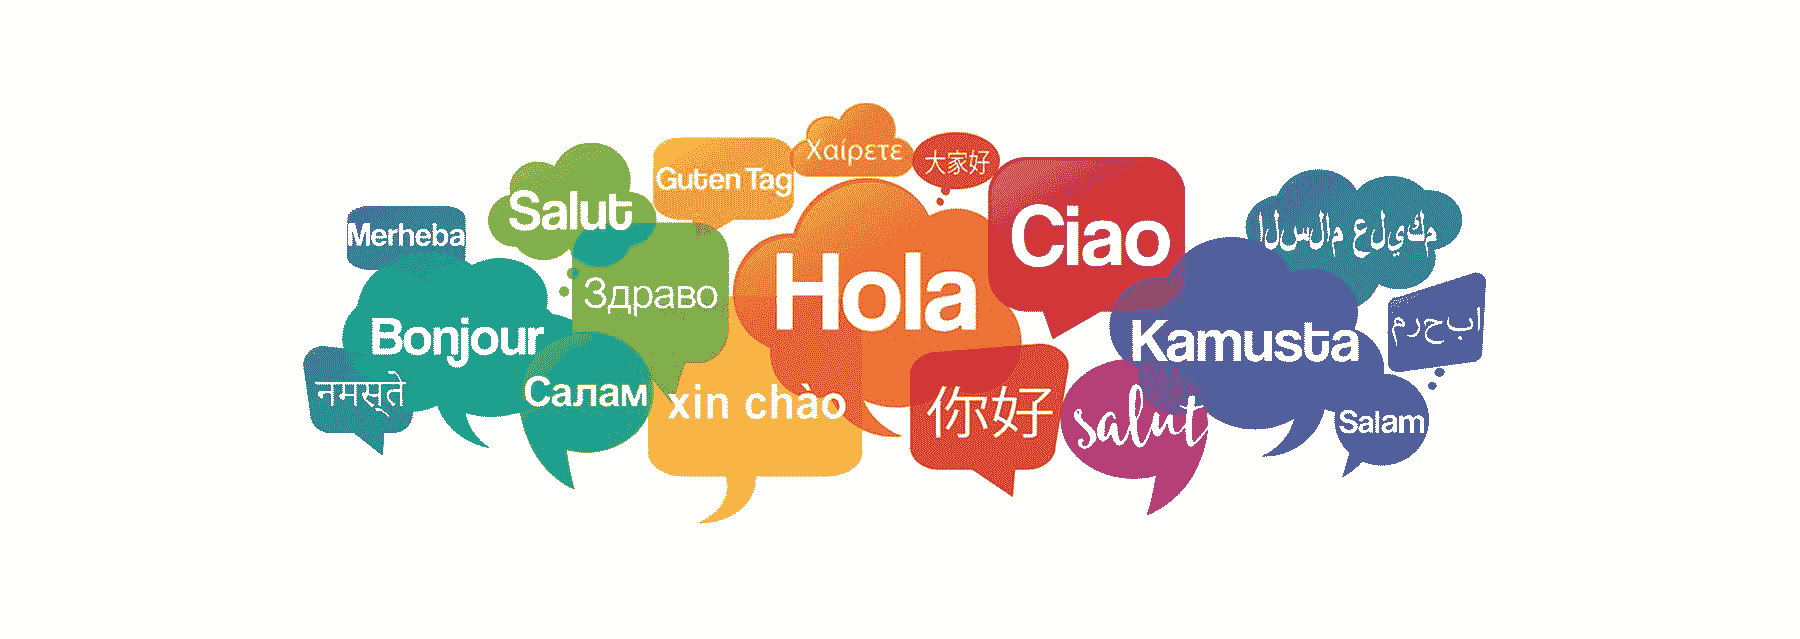 Χαίρετε
大家好
Guten Tag
Salut
Ciao
Merheba
السلام عليكم
Здраво
Hola
Bonjour
Kamusta
مرحبا
नमस्ते
Салам
xin chào
你好
salut
Salam